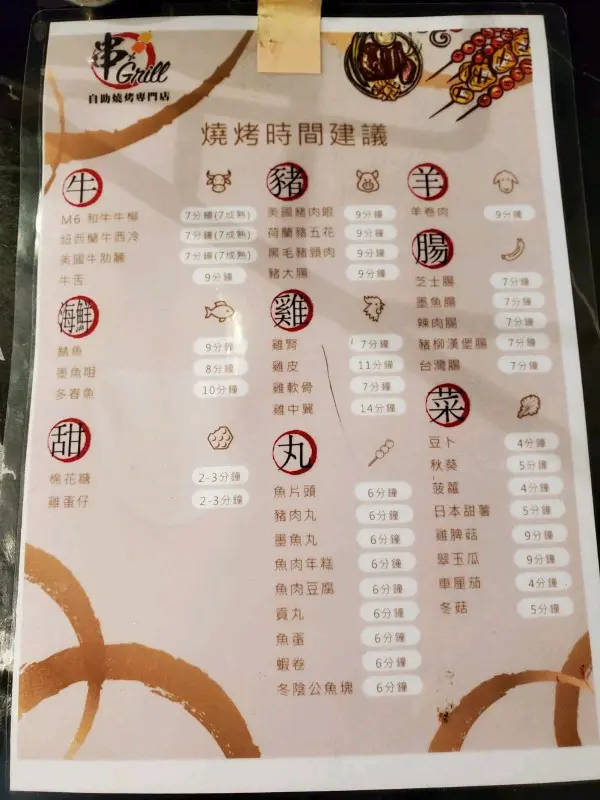 串
Grill
自助燒烤專門店
燒烤時間建議
牛
M6 和牛牛柳 7分鐘(7成熟)
紐西蘭牛西冷 7分鐘(7成熟)
美國牛肋條 7分鐘(7成熟)
牛舌 9分鐘
海鮮
鯖魚 9分鐘
墨魚咀 8分鐘
多春魚 10分鐘
甜
棉花糖 2-3分鐘
雞蛋仔 2-3分鐘
豬
美國豬肉眼 9分鐘
荷蘭豬五花 9分鐘
黑毛豬頸肉 9分鐘
豬大腸 9分鐘
雞
雞腎 7分鐘
雞皮 11分鐘
雞軟骨 7分鐘
雞中翼 14分鐘
丸
魚片頭 6分鐘
豬肉丸 6分鐘
墨魚丸 6分鐘
魚肉年糕 6分鐘
魚肉豆腐 6分鐘
貢丸 6分鐘
魚蛋 6分鐘
蝦卷 6分鐘
冬陰公魚塊 6分鐘
羊
羊卷肉 9分鐘
腸
芝士腸 7分鐘
墨魚腸 7分鐘
辣肉腸 7分鐘
豬柳漢堡腸 7分鐘
台灣腸 7分鐘
菜
豆卜 4分鐘
秋葵 5分鐘
菠蘿 4分鐘
日本甜薯 5分鐘
雞脾菇 9分鐘
翠玉瓜 9分鐘
車厘茄 4分鐘
冬菇 5分鐘